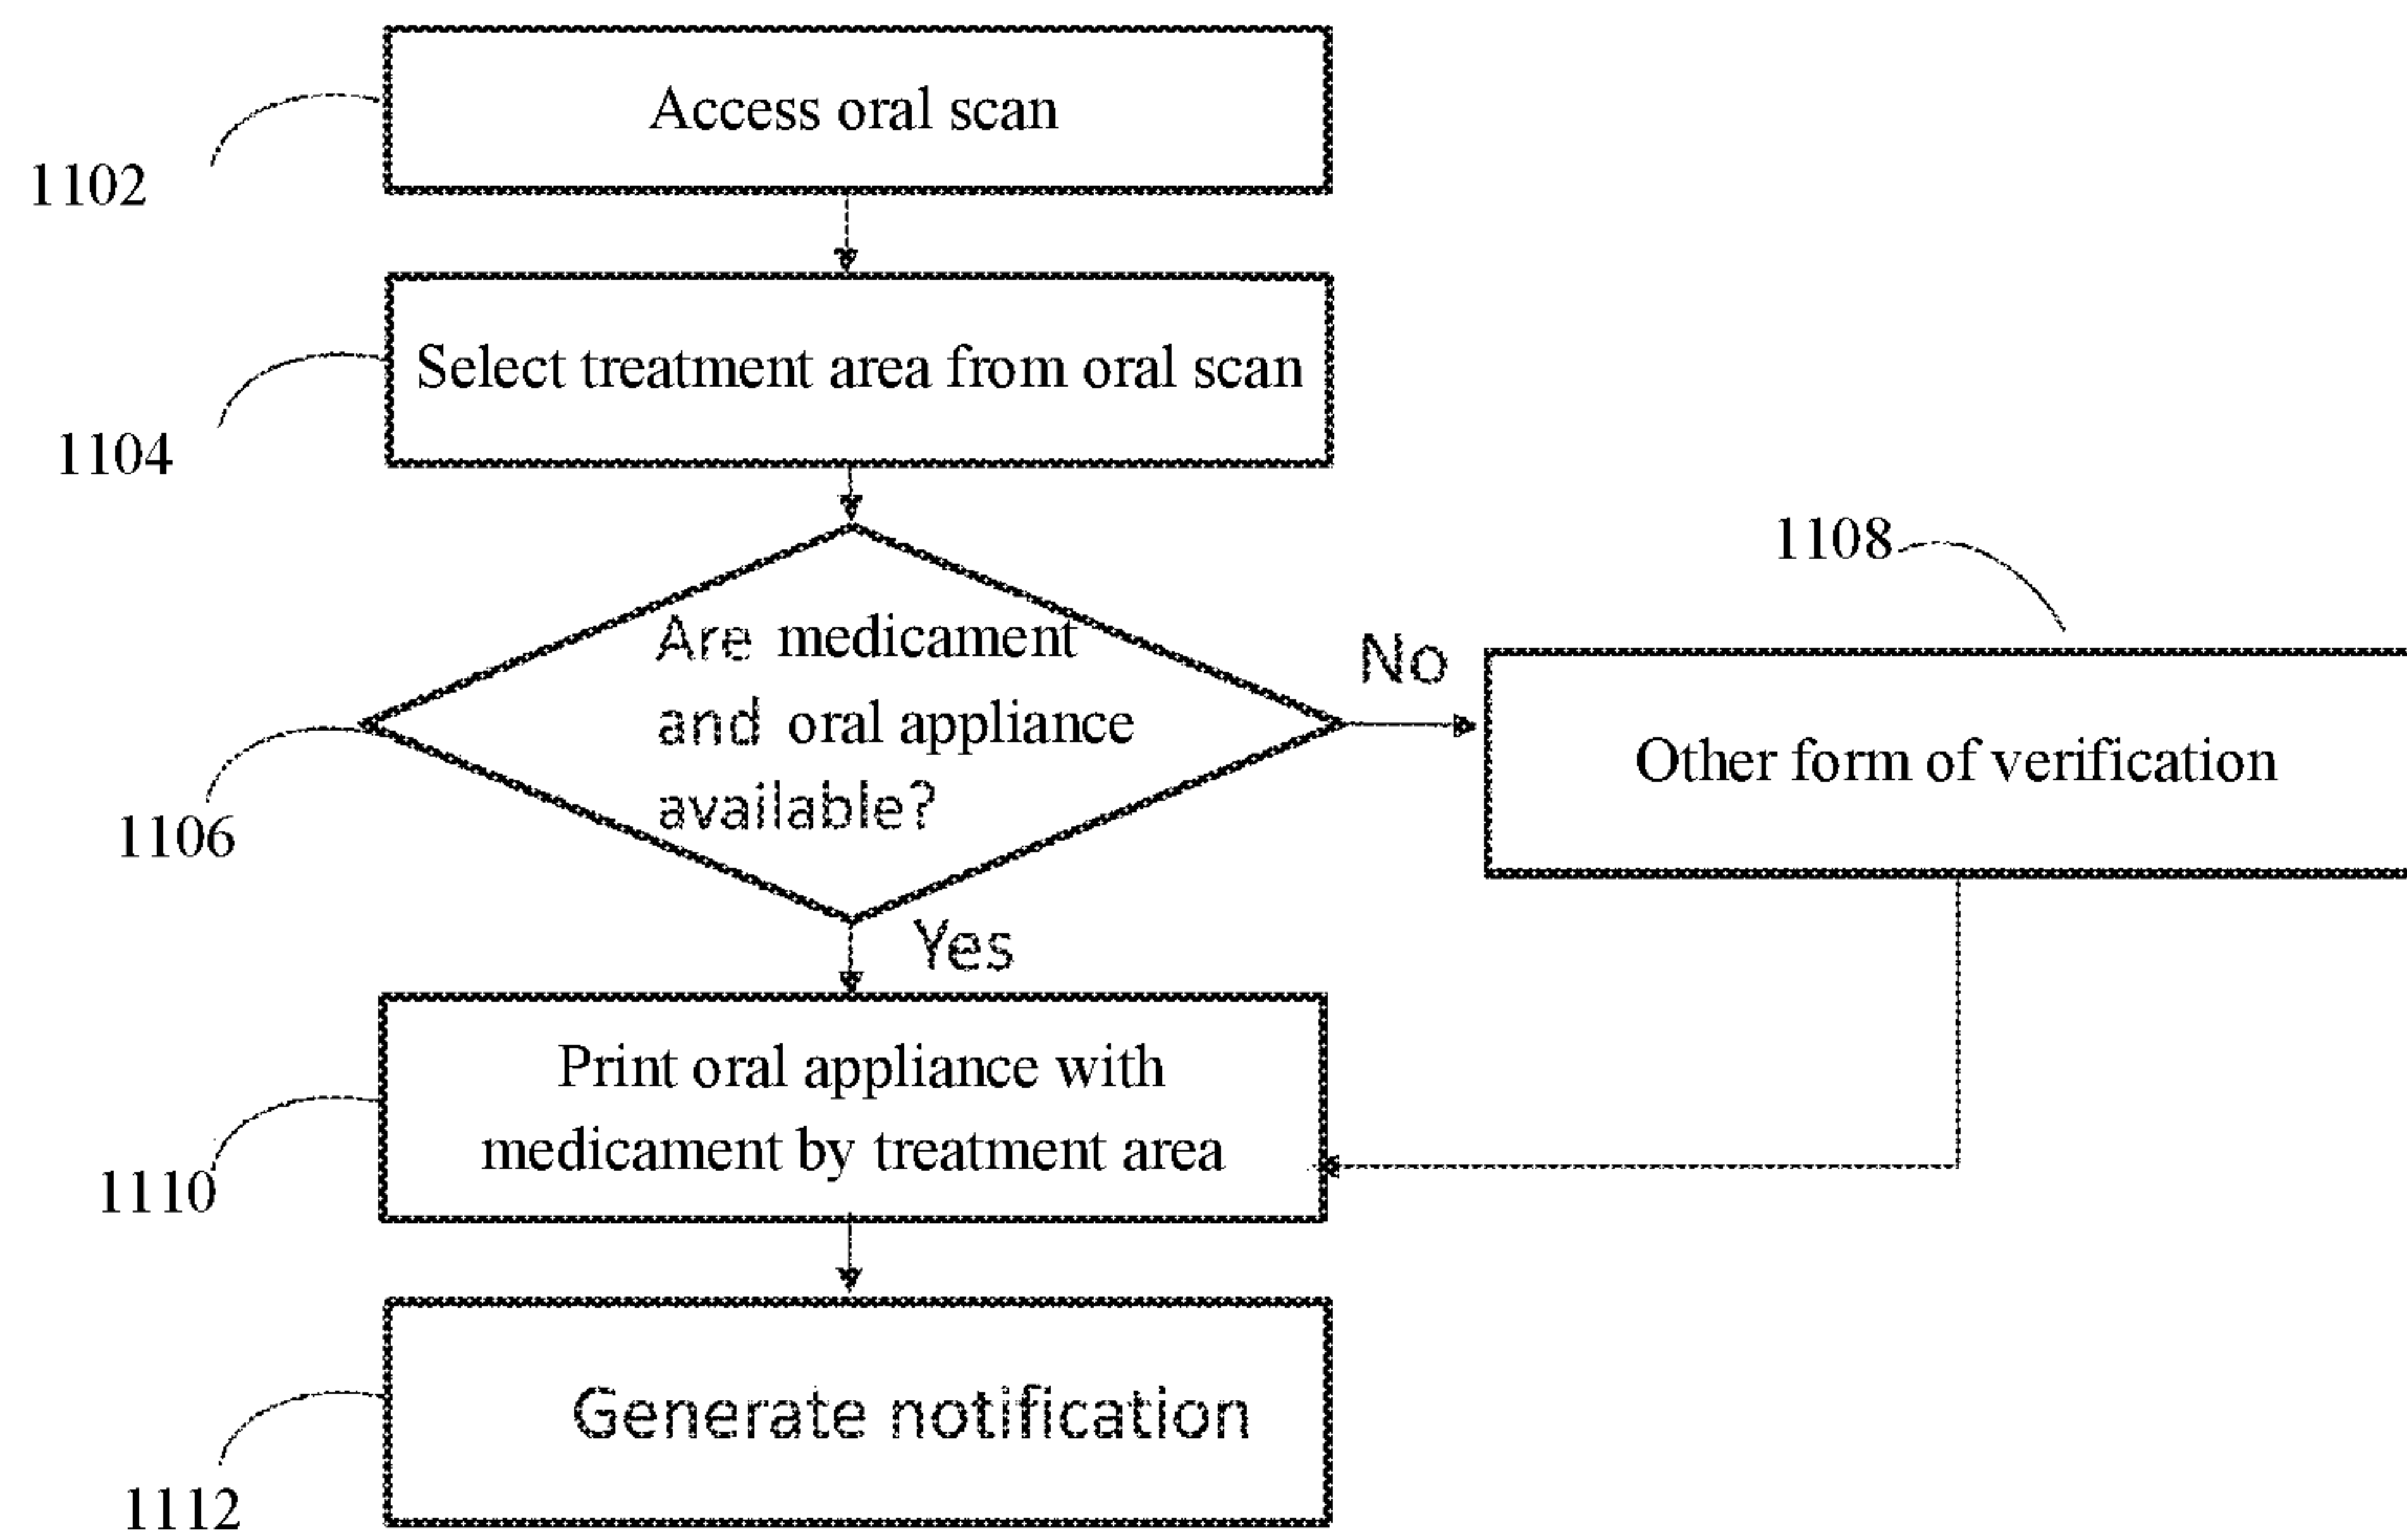 Access oral scan
1102
Select treatment area from oral scan
1104
1108
Are medicament
and oral appliance
available?
No
Other form of verification
1106
Yes
Print oral appliance with
medicament by treatment area
1110
Generate notification
1112